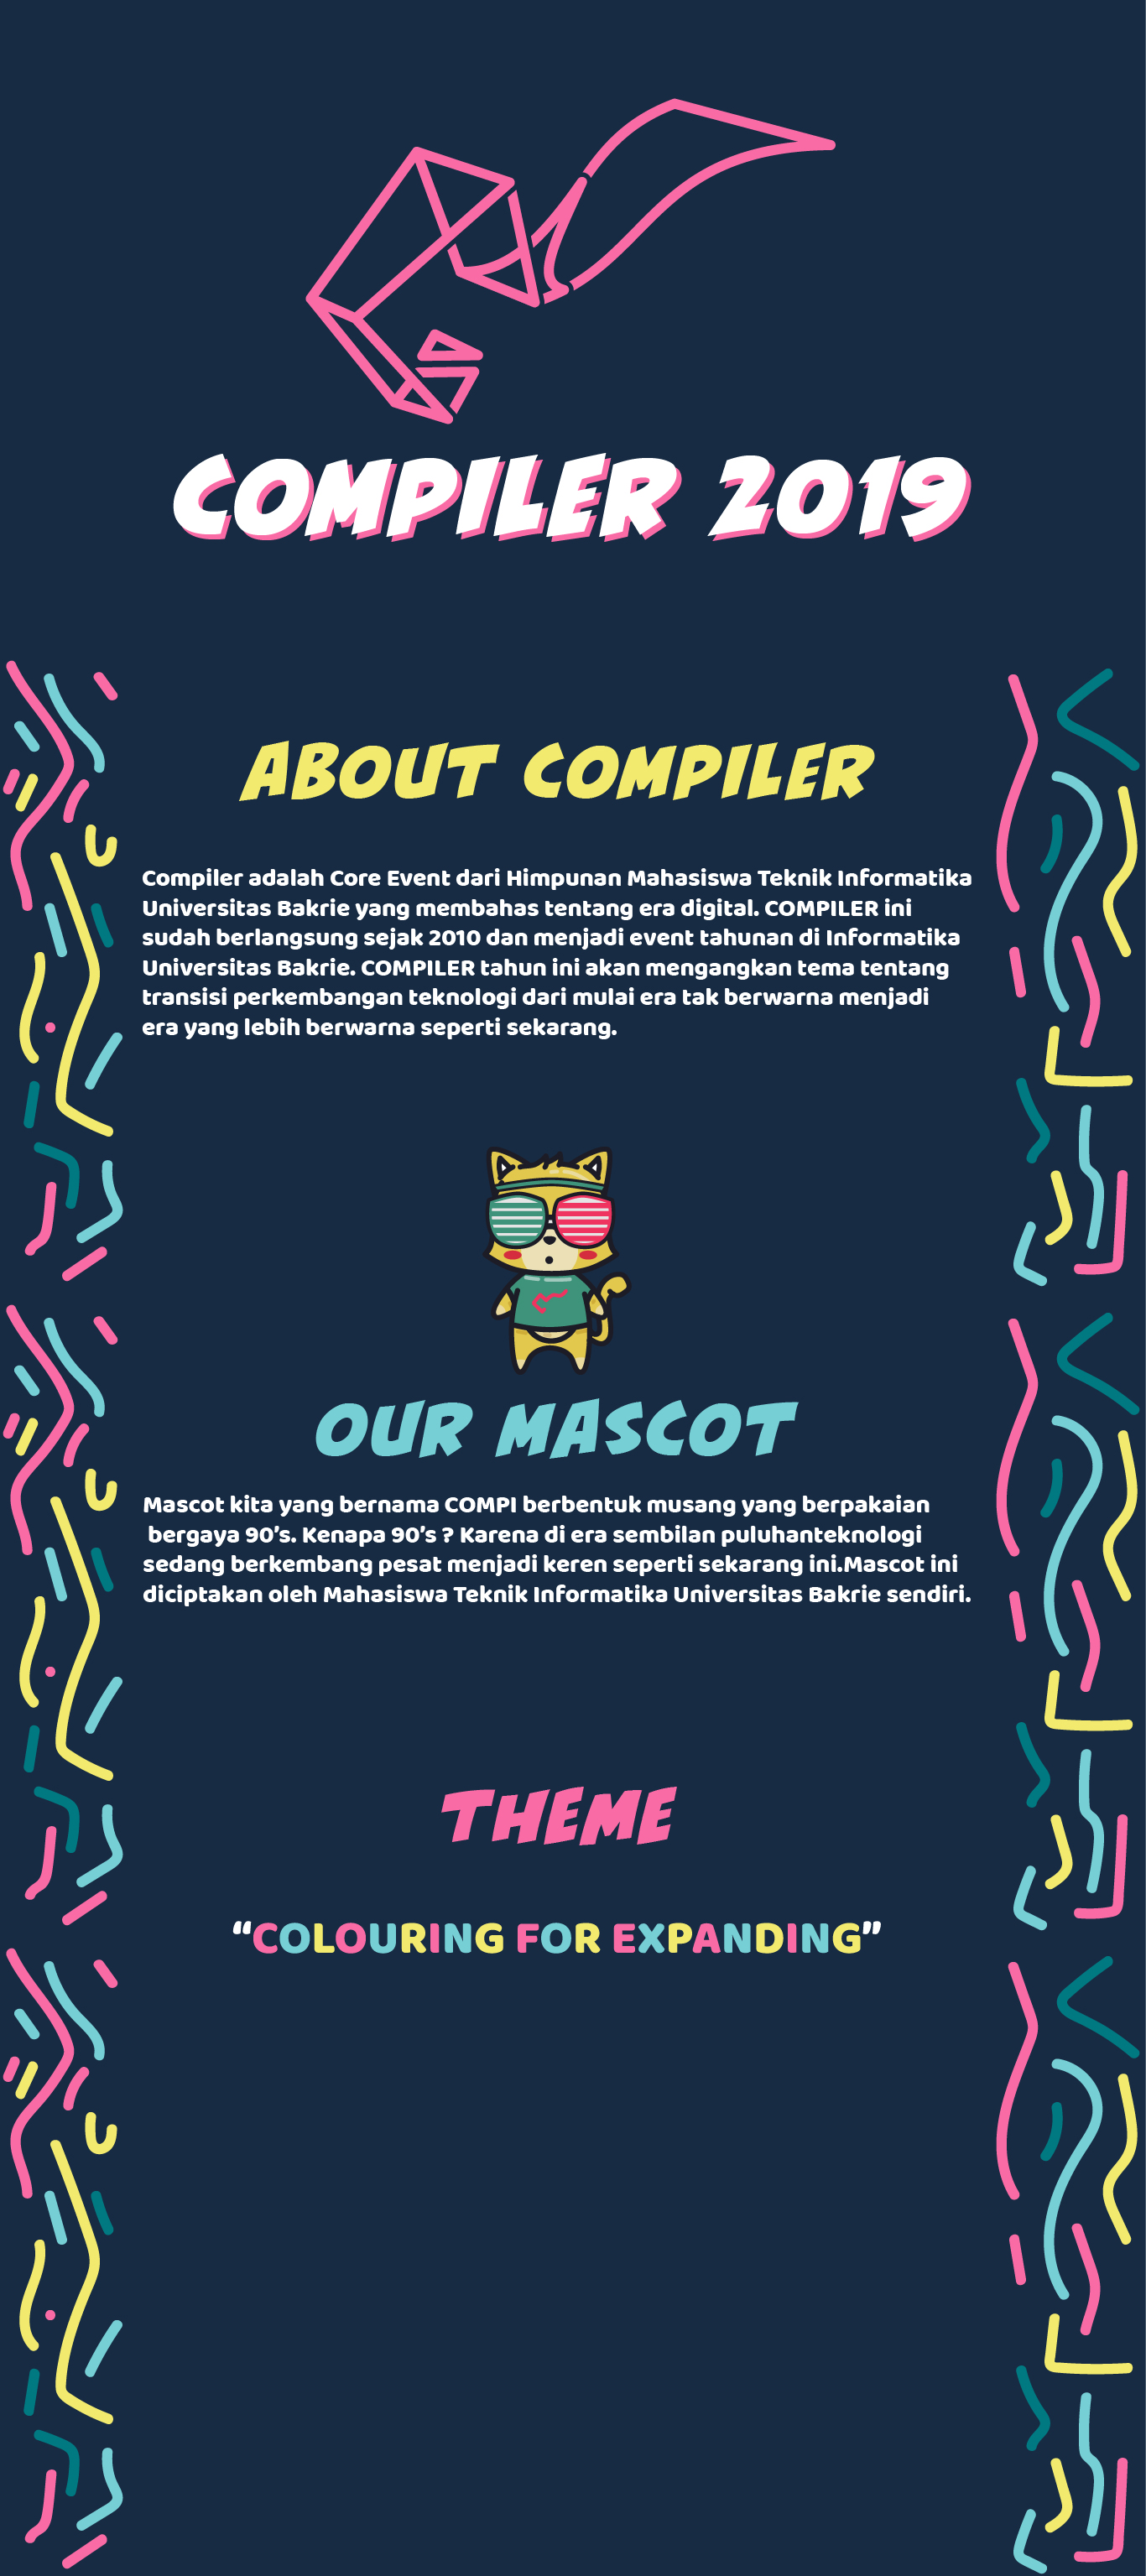 COMPILER 2019
ABOUT COMPILER
Compiler adalah Core Event dari Himpunan Mahasiswa Teknik Informatika
Universitas Bakrie yang membahas tentang era digital. COMPILER ini
sudah berlangsung sejak 2010 dan menjadi event tahunan di Informatika
Universitas Bakrie. COMPILER tahun ini akan mengangkan tema tentang
transisi perkembangan teknologi dari mulai era tak berwarna menjadi
era yang lebih berwarna seperti sekarang.
OUR MASCOT
Mascot kita yang bernama COMPI berbentuk musang yang berpakaian
bergaya 90’s. Kenapa 90’s ? Karena di era sembilan puluhanteknologi
sedang berkembang pesat menjadi keren seperti sekarang ini.Mascot ini
diciptakan oleh Mahasiswa Teknik Informatika Universitas Bakrie sendiri.
THEME
“COLOURING FOR EXPANDING”